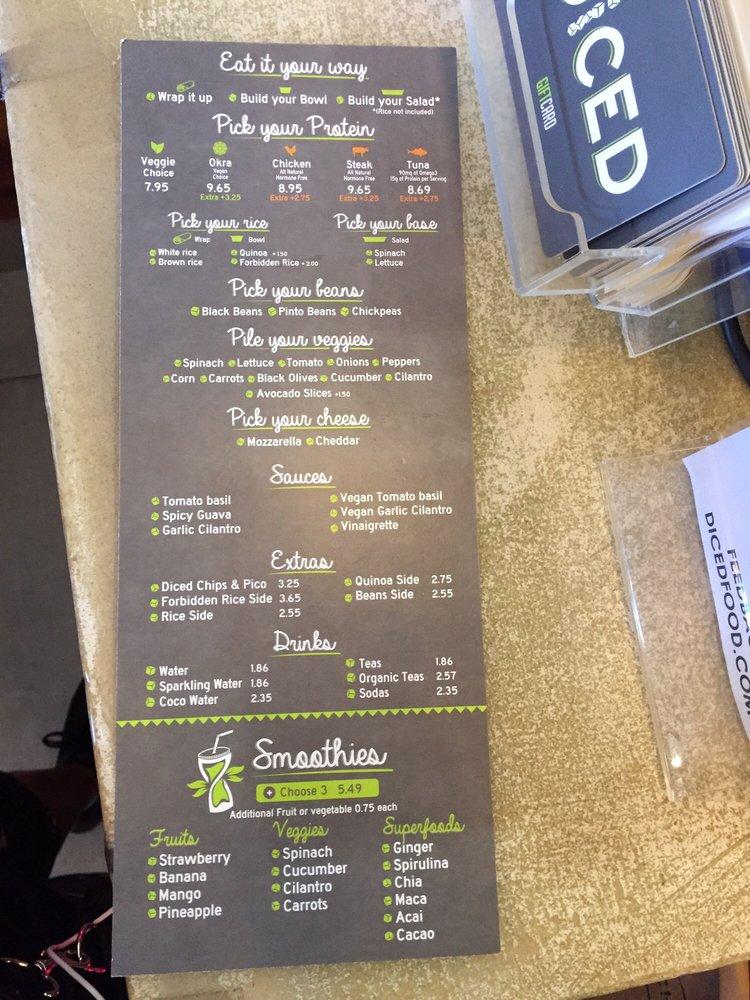 Eat it your way
Wrap it up Build your Bowl Build your Salad*
*(Rice not included)
Pick your Protein
Veggie Choice 7.95
Okra Vegan Choice 9.65 Extra +3.25
Chicken All Natural Hormone Free 8.95 Extra +2.75
Steak All Natural Hormone Free 9.65 Extra +3.25
Tuna 90mg of Omega3 15g of Protein per Serving 8.69 Extra +2.75
Pick your rice
Wrap Bowl
White rice Quinoa +1.50
Brown rice Forbidden Rice +2.00
Pick your base
Salad
Spinach
Lettuce
Pick your beans
Black Beans Pinto Beans Chickpeas
Pile your veggies
Spinach Lettuce Tomato Onions Peppers
Corn Carrots Black Olives Cucumber Cilantro
Avocado Slices +1.50
Pick your cheese
Mozzarella Cheddar
Sauces
Tomato basil
Spicy Guava
Garlic Cilantro
Vegan Tomato basil
Vegan Garlic Cilantro
Vinaigrette
Extras
Diced Chips & Pico 3.25
Forbidden Rice Side 3.65
Rice Side 2.55
Quinoa Side 2.75
Beans Side 2.55
Drinks
Water 1.86
Sparkling Water 1.86
Coco Water 2.35
Teas 1.86
Organic Teas 2.57
Sodas 2.35
Smoothies
+ Choose 3 5.49
Additional Fruit or vegetable 0.75 each
Fruits
Strawberry
Banana
Mango
Pineapple
Veggies
Spinach
Cucumber
Cilantro
Carrots
Superfoods
Ginger
Spirulina
Chia
Maca
Acai
Cacao
DICED
GIFTCARD
DICEDFOOD.COM